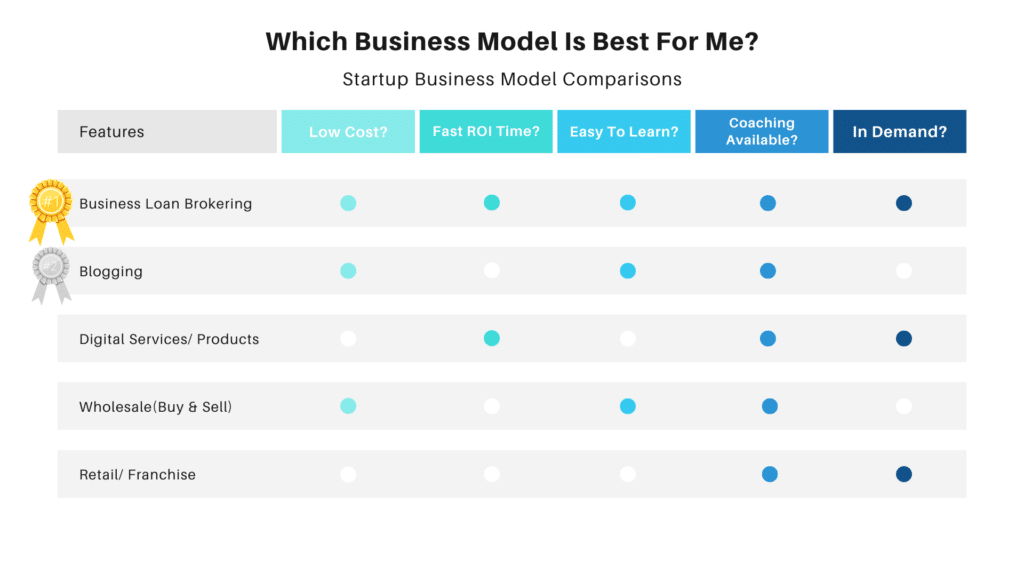 Which Business Model Is Best For Me?
Startup Business Model Comparisons
Features
Low Cost?
Fast ROI Time?
Easy To Learn?
Coaching
Available?
In Demand?
#1
Business Loan Brokering
#2
Blogging
Digital Services/ Products
Wholesale(Buy & Sell)
Retail/ Franchise